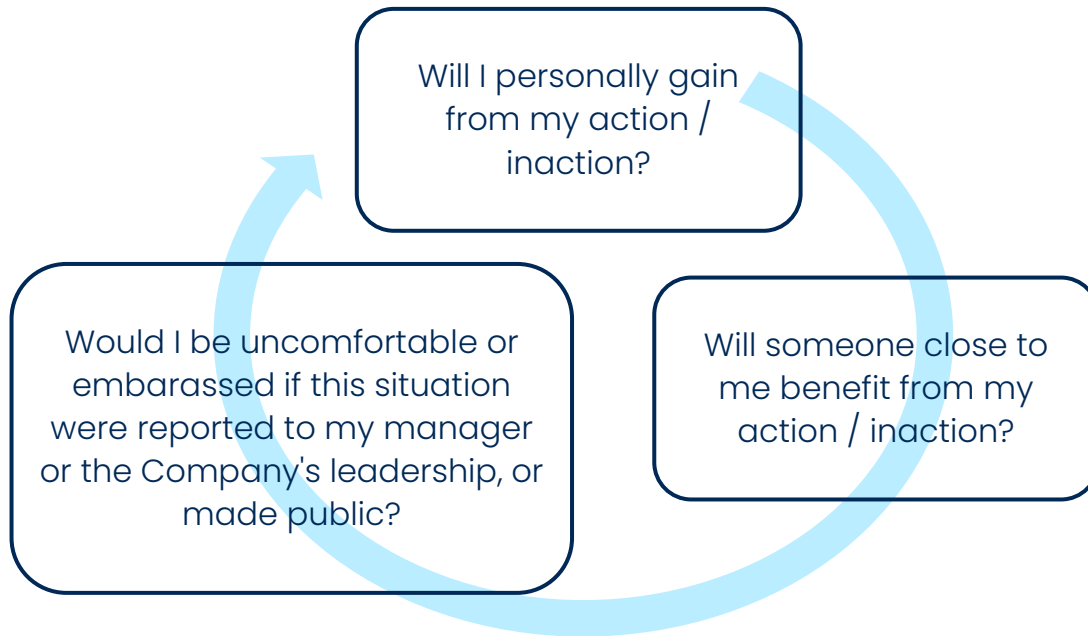 Will I personally gain
from my action /
inaction?
Will someone close to
me benefit from my
action / inaction?
Would I be uncomfortable or
embarassed if this situation
were reported to my manager
or the Company's leadership, or
made public?